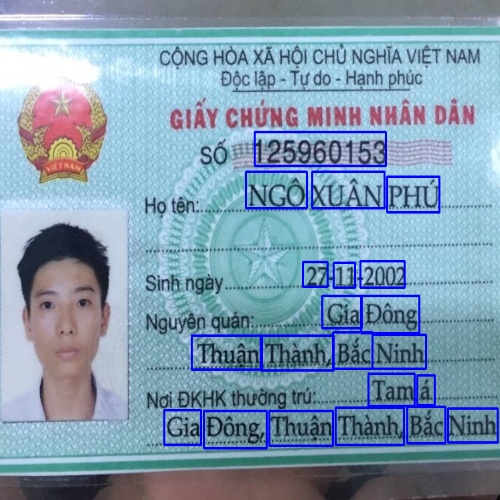 CỘNG HÒA XÃ HỘI CHỦ NGHĨA VIỆT NAM
Độc lập - Tự do - Hạnh phúc
GIẤY CHỨNG MINH NHÂN DÂN
SỐ 125960153
Họ tên: NGÔ XUÂN PHÚ
Sinh ngày 27-11-2002
Nguyên quán: Gia Đông
Thuận Thành, Bắc Ninh
Nơi ĐKHK thường trú: Tam á
Gia Đông, Thuận Thành, Bắc Ninh
VIỆT NAM